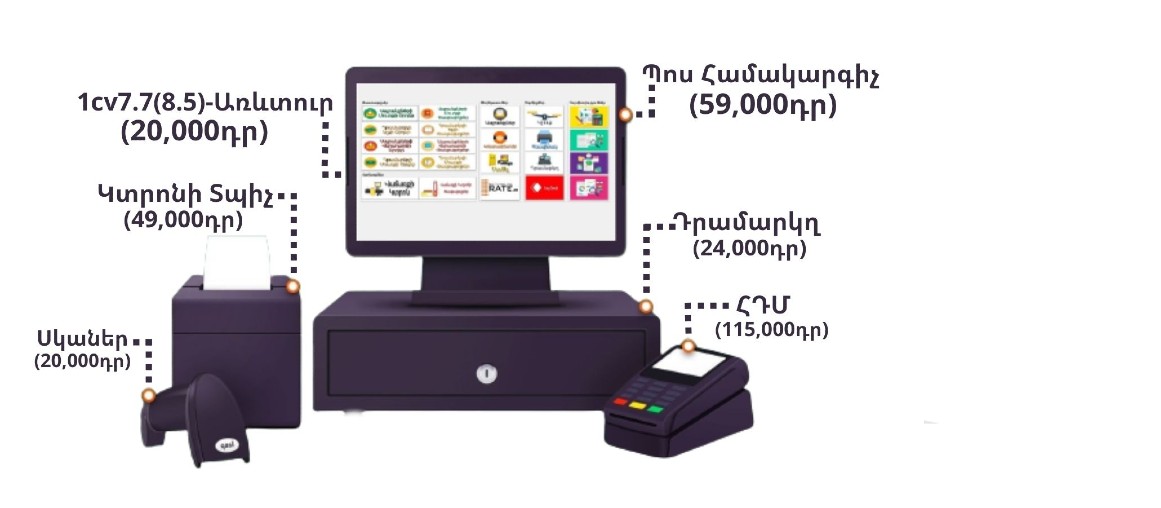 1cv7.7(8.5)-Առևտուր
(20,000դր)
Պոս Համակարգիչ
(59,000դր)
Կտրոնի Տպիչ
(49,000դր)
Դրամարկղ
(24,000դր)
ՀԴՄ
(115,000դր)
Սկաներ
(20,000դր)
RATE